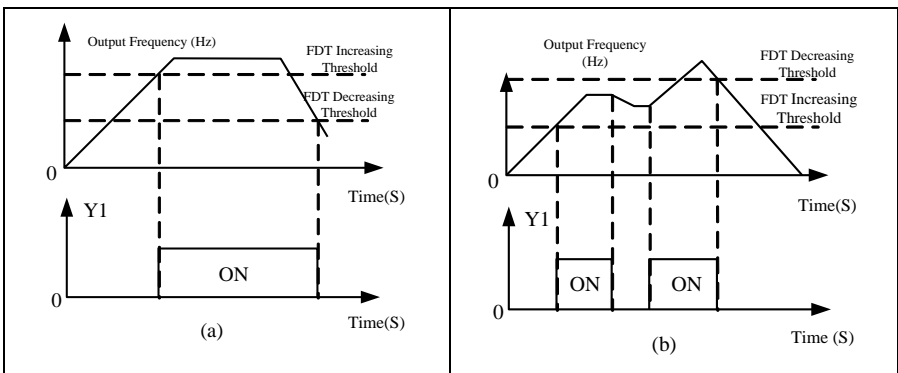 Output Frequency (Hz)
FDT Increasing
Threshold
FDT Decreasing
Threshold
0
Time(S)
Y1
ON
0
Time(S)
(a)
Output Frequency
(Hz)
FDT Decreasing
Threshold
FDT Increasing
Threshold
0
Time(S)
Y1
ON
ON
0
Time (S)
(b)